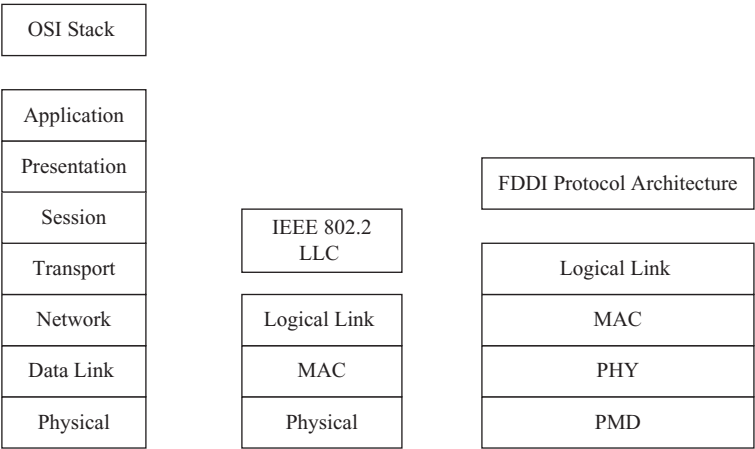 OSI Stack
Application
Presentation
Session
Transport
Network
Data Link
Physical
IEEE 802.2
LLC
Logical Link
MAC
Physical
FDDI Protocol Architecture
Logical Link
MAC
PHY
PMD